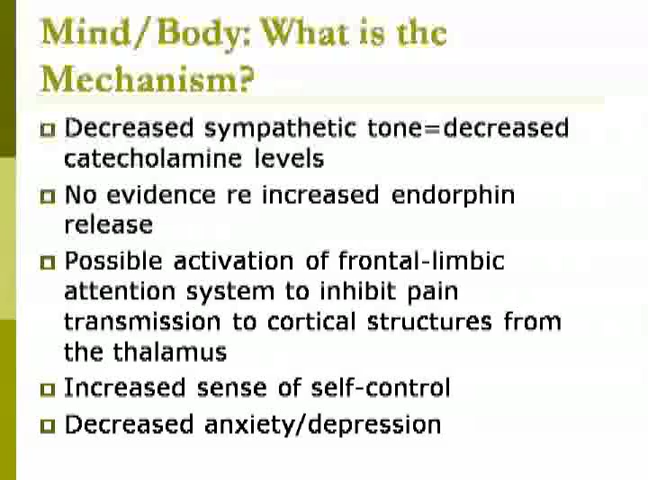 Mind/Body: What is the
Mechanism?
Decreased sympathetic tone=decreased
catecholamine levels
No evidence re increased endorphin
release
Possible activation of frontal-limbic
attention system to inhibit pain
transmission to cortical structures from
the thalamus
Increased sense of self-control
Decreased anxiety/depression